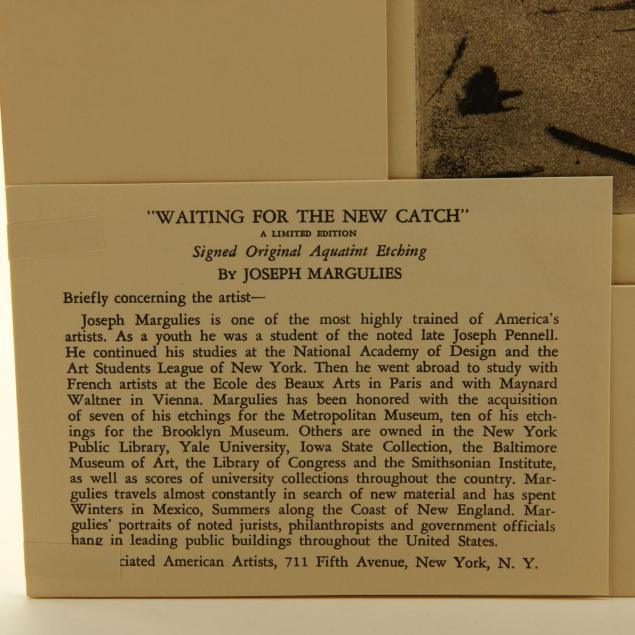 "WAITING FOR THE NEW CATCH"
A LIMITED EDITION
Signed Original Aquatint Etching
BY JOSEPH MARGULIES
Briefly concerning the artist—
Joseph Margulies is one of the most highly trained of America's
artists. As a youth he was a student of the noted late Joseph Pennell.
He continued his studies at the National Academy of Design and the
Art Students League of New York. Then he went abroad to study with
French artists at the Ecole des Beaux Arts in Paris and with Maynard
Waltner in Vienna. Margulies has been honored with the acquisition
of seven of his etchings for the Metropolitan Museum, ten of his etch-
ings for the Brooklyn Museum. Others are owned in the New York
Public Library, Yale University, Iowa State Collection, the Baltimore
Museum of Art, the Library of Congress and the Smithsonian Institute,
as well as scores of university collections throughout the country. Mar-
gulies travels almost constantly in search of new material and has spent
Winters in Mexico, Summers along the Coast of New England. Mar-
gulies' portraits of noted jurists, philanthropists and government officials
hang in leading public buildings throughout the United States.
ciated American Artists, 711 Fifth Avenue, New York, N. Y.